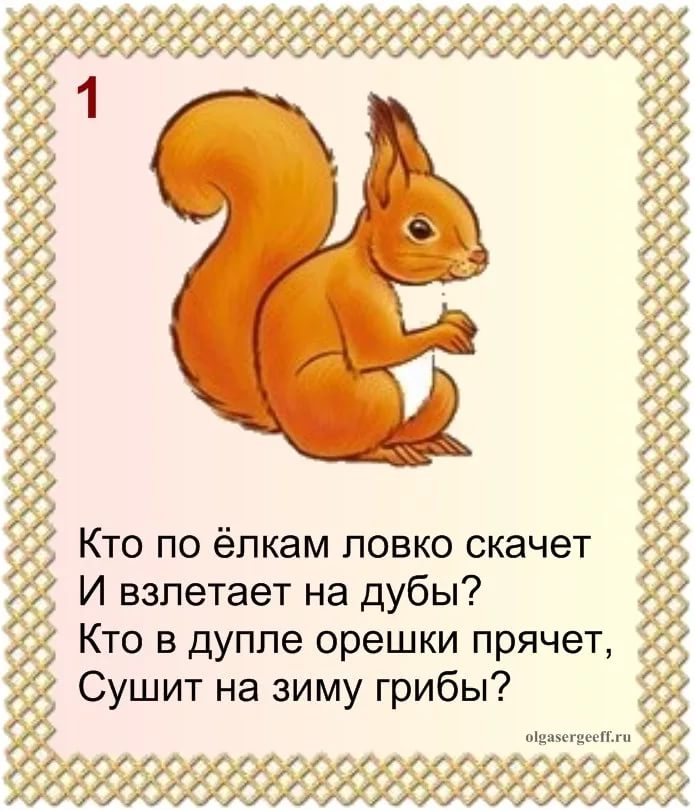 1
Кто по ёлкам ловко скачет
И взлетает на дубы?
Кто в дупле орешки прячет,
Сушит на зиму грибы?
olgasergeeff.ru